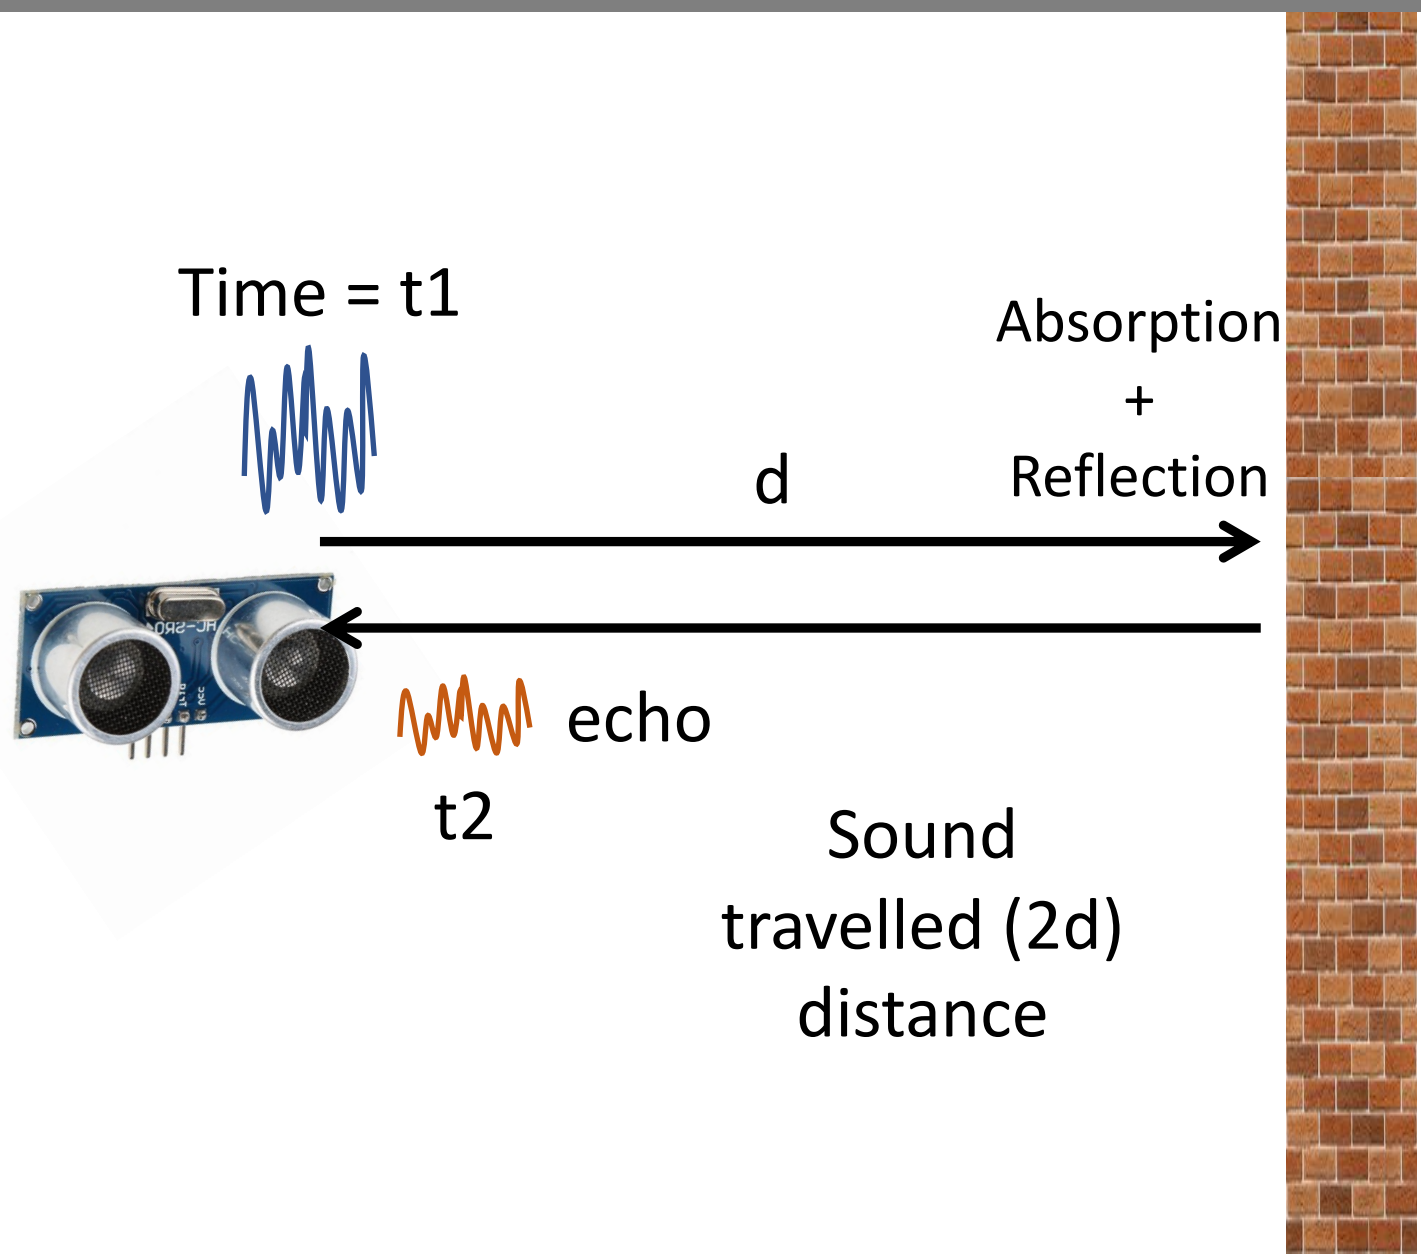 Time = t1
Absorption
+
Reflection
d
echo
t2
Sound
travelled (2d)
distance